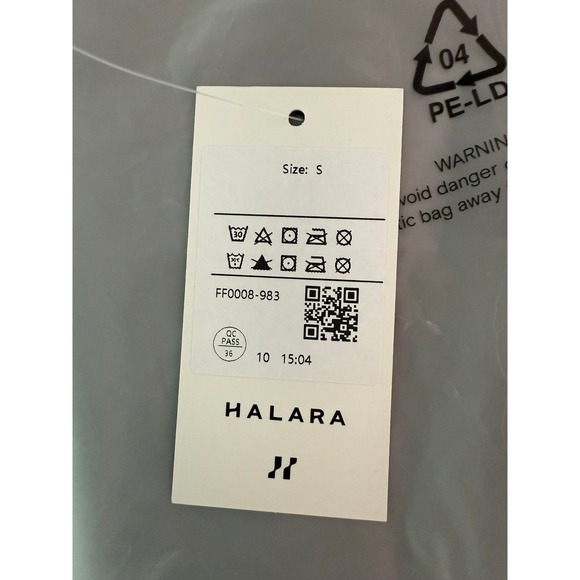 04
PE-LD
WARNIN
void danger
tic bag away
Size: S
30
FF0008-983
QC
PASS
36
10 15:04
HALARA